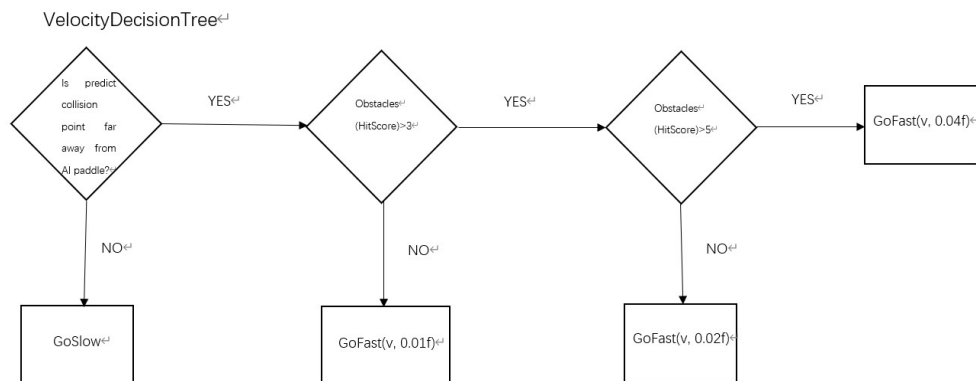 VelocityDecisionTree↵
Is predict
collision
point far
away from
AI paddle?↵
YES↵
Obstacles↵
(HitScore)>3↵
YES↵
Obstacles↵
(HitScore)>5↵
YES↵
GoFast(v, 0.04f)↵
NO↵
NO↵
NO↵
GoSlow↵
GoFast(v, 0.01f)↵
GoFast(v, 0.02f)↵